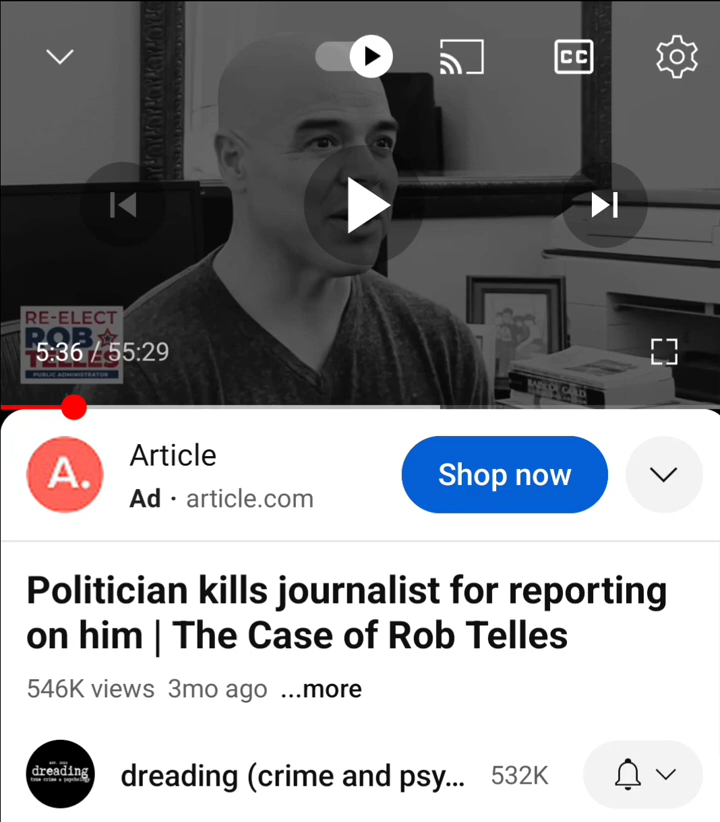 CC
RE-ELECT
ROB
TELLES
PUBLIC ADMINISTRATOR
5:36 / 55:29
A.
Article
Ad · article.com
Shop now
Politician kills journalist for reporting
on him | The Case of Rob Telles
546K views 3mo ago ...more
dreading
dreading (crime and psy... 532K